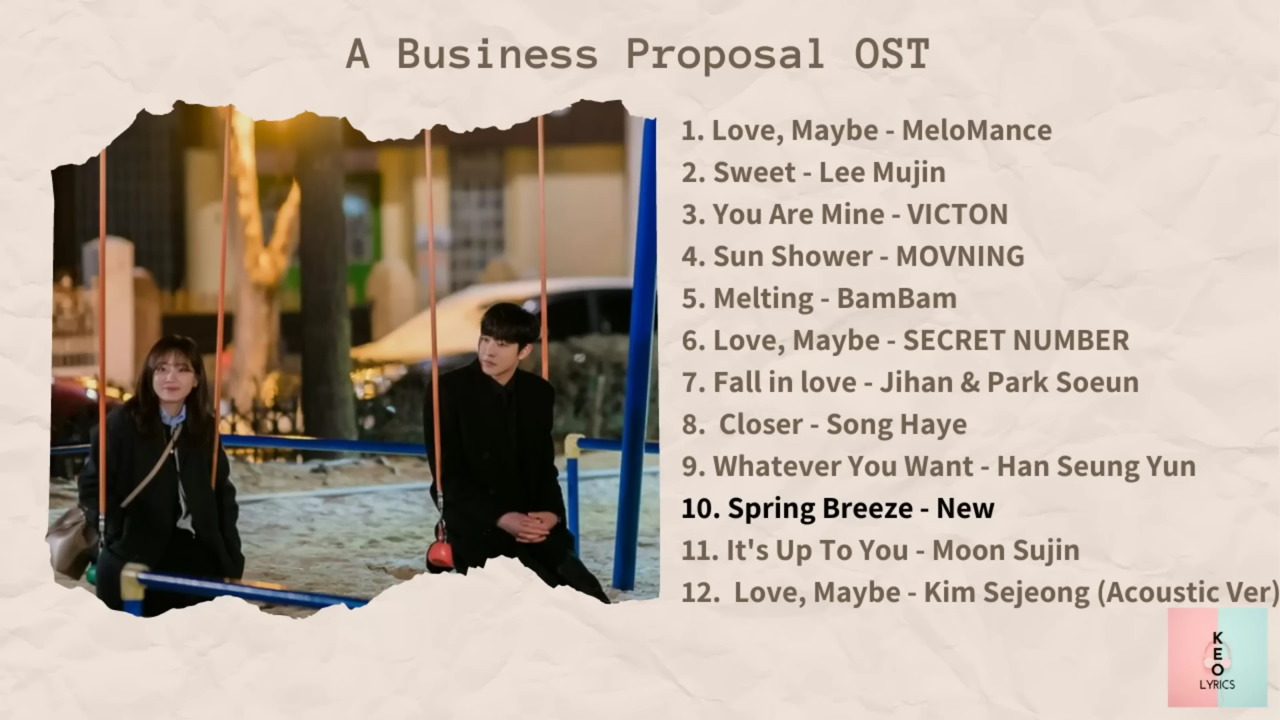 A Business Proposal OST
1. Love, Maybe - MeloMance
2. Sweet - Lee Mujin
3. You Are Mine - VICTON
4. Sun Shower - MOVNING
5. Melting - BamBam
6. Love, Maybe - SECRET NUMBER
7. Fall in love - Jihan & Park Soeun
8. Closer - Song Haye
9. Whatever You Want - Han Seung Yun
10. Spring Breeze - New
11. It's Up To You - Moon Sujin
12. Love, Maybe - Kim Sejeong (Acoustic Ver)
KEO
LYRICS